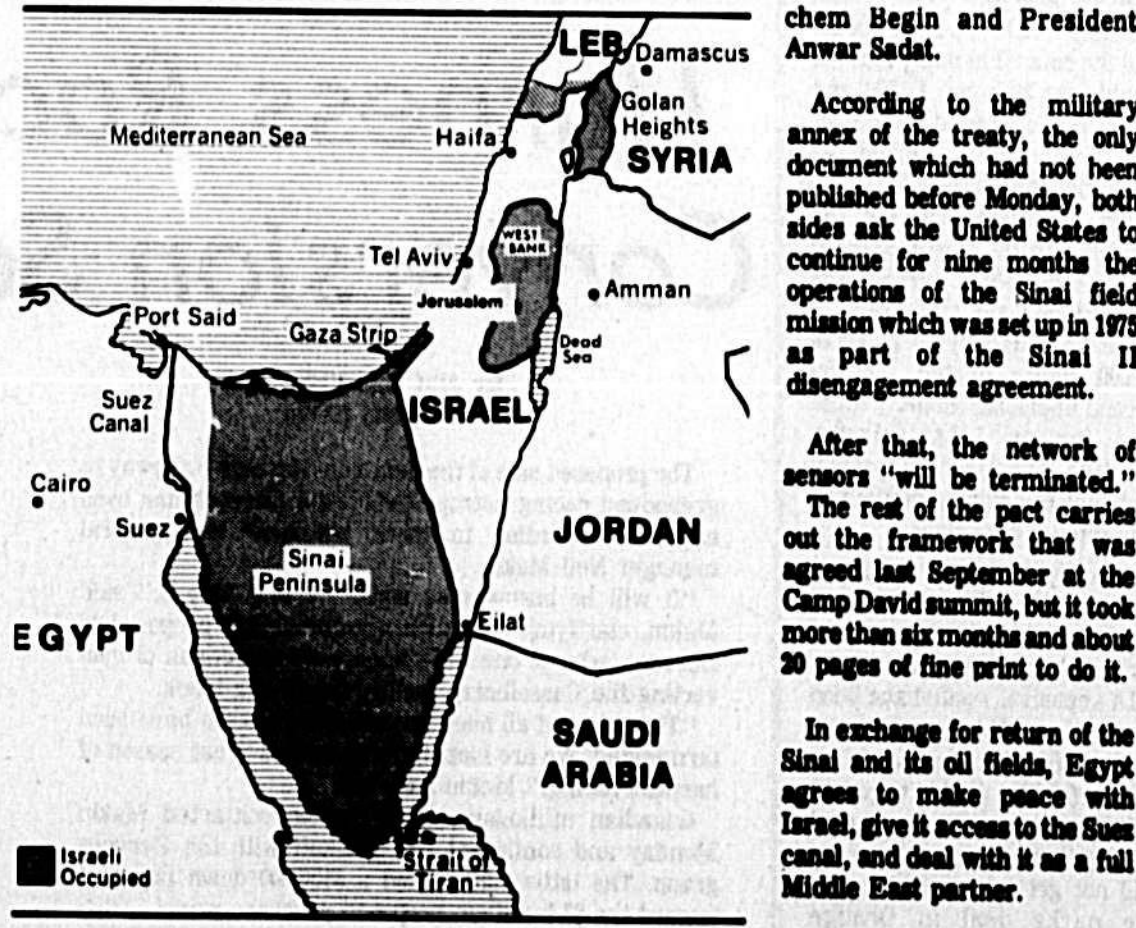 LEB
Damascus
Golan
Heights
Mediterranean Sea
Haifa
SYRIA
WEST
BANK
Tel Aviv
Jerusalem
Amman
Port Said
Gaza Strip
Dead
Sea
Suez
Canal
ISRAEL
Cairo
Suez
Sinai
Peninsula
JORDAN
EGYPT
Eilat
SAUDI
ARABIA
Israeli
Occupied
Strait of
Tiran
chem Begin and President
Anwar Sadat.
According to the military
annex of the treaty, the only
document which had not been
published before Monday, both
sides ask the United States to
continue for nine months the
operations of the Sinai field
mission which was set up in 1975
as part of the Sinai II
disengagement agreement.
After that, the network of
sensors "will be terminated."
The rest of the pact carries
out the framework that was
agreed last September at the
Camp David summit, but it took
more than six months and about
20 pages of fine print to do it.
In exchange for return of the
Sinai and its oil fields, Egypt
agrees to make peace with
Israel, give it access to the Suez
canal, and deal with it as a full
Middle East partner.